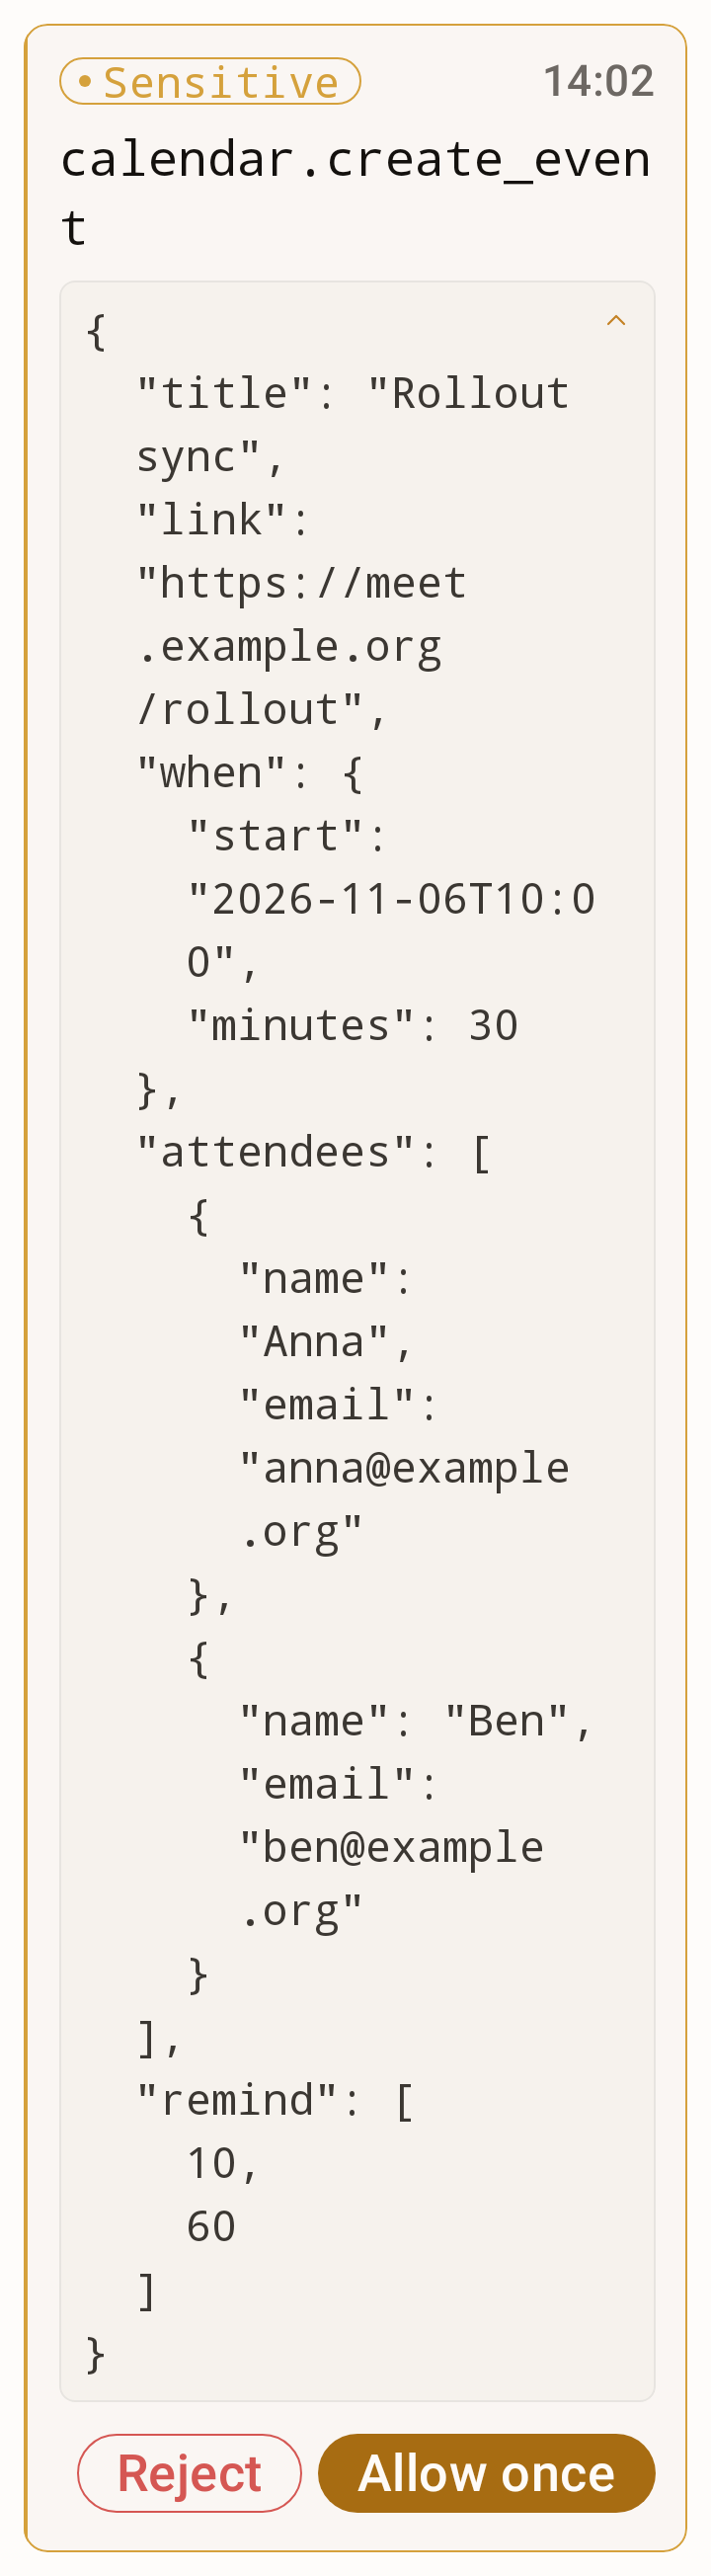 Sensitive
14:02
calendar.create_even
t
{
"title": "Rollout
sync",
"link":
"https://meet
.example.org
/rollout",
"when": {
"start":
"2026-11-06T10:0
0",
"minutes": 30
},
"attendees": [
{
"name":
"Anna",
"email":
"anna@example
.org"
},
{
"name": "Ben",
"email":
"ben@example
.org"
}
],
"remind": [
10,
60
]
}
Reject
Allow once